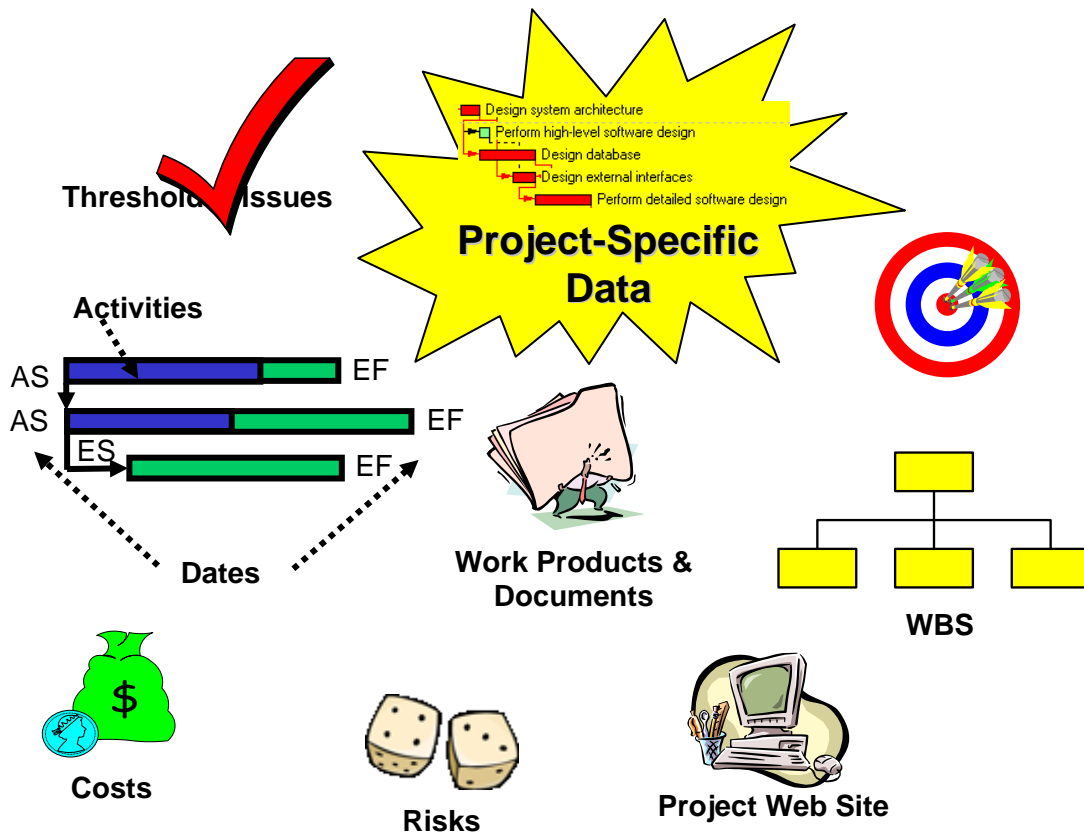 Design system architecture
Perform high-level software design
Design database
Design external interfaces
Perform detailed software design
Project-Specific
Data
Issues
Activities
AS
EF
AS
EF
ES
EF
Dates
Work Products &
Documents
WBS
$
Costs
Risks
Project Web Site